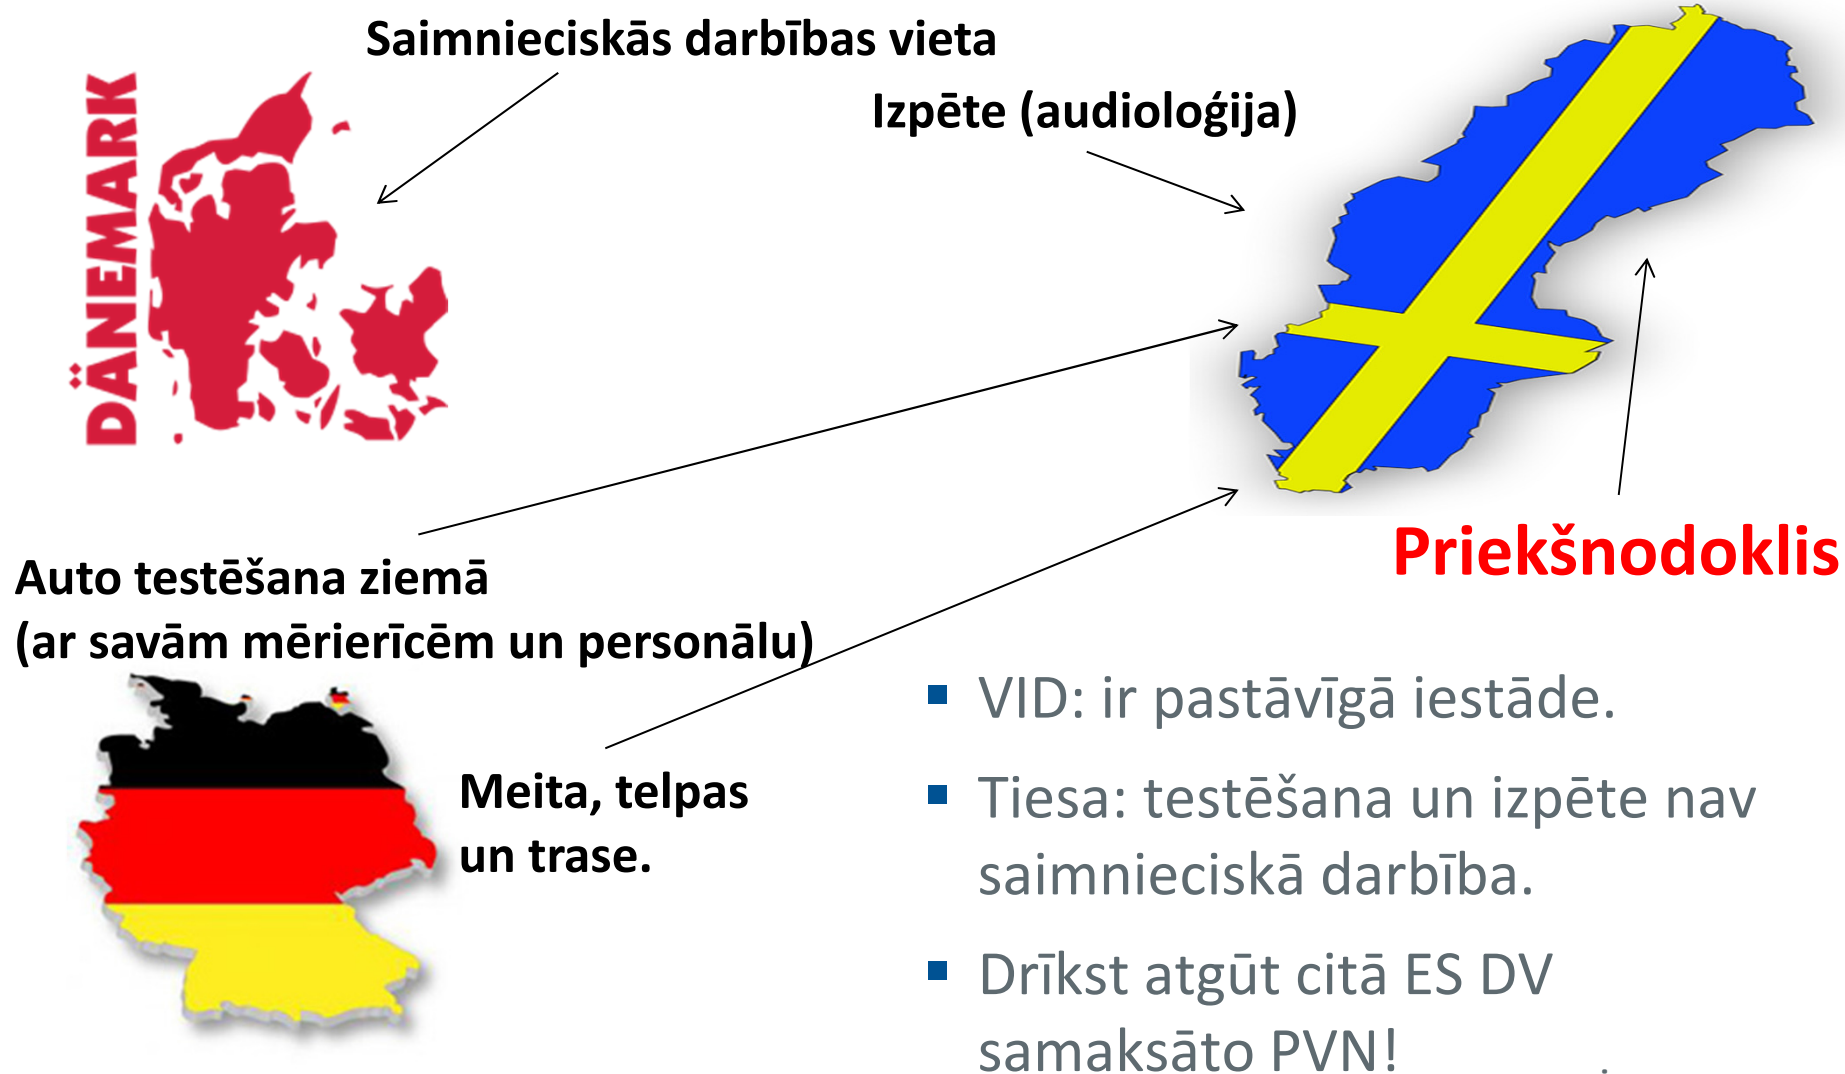 Saimnieciskās darbības vieta
Izpēte (audioloģija)
DÄNEMARK
Priekšnodoklis
Auto testēšana ziemā
(ar savām mērierīcēm un personālu)
Meita, telpas
un trase.
▪ VID: ir pastāvīgā iestāde.
▪ Tiesa: testēšana un izpēte nav
saimnieciskā darbība.
▪ Drīkst atgūt citā ES DV
samaksāto PVN!